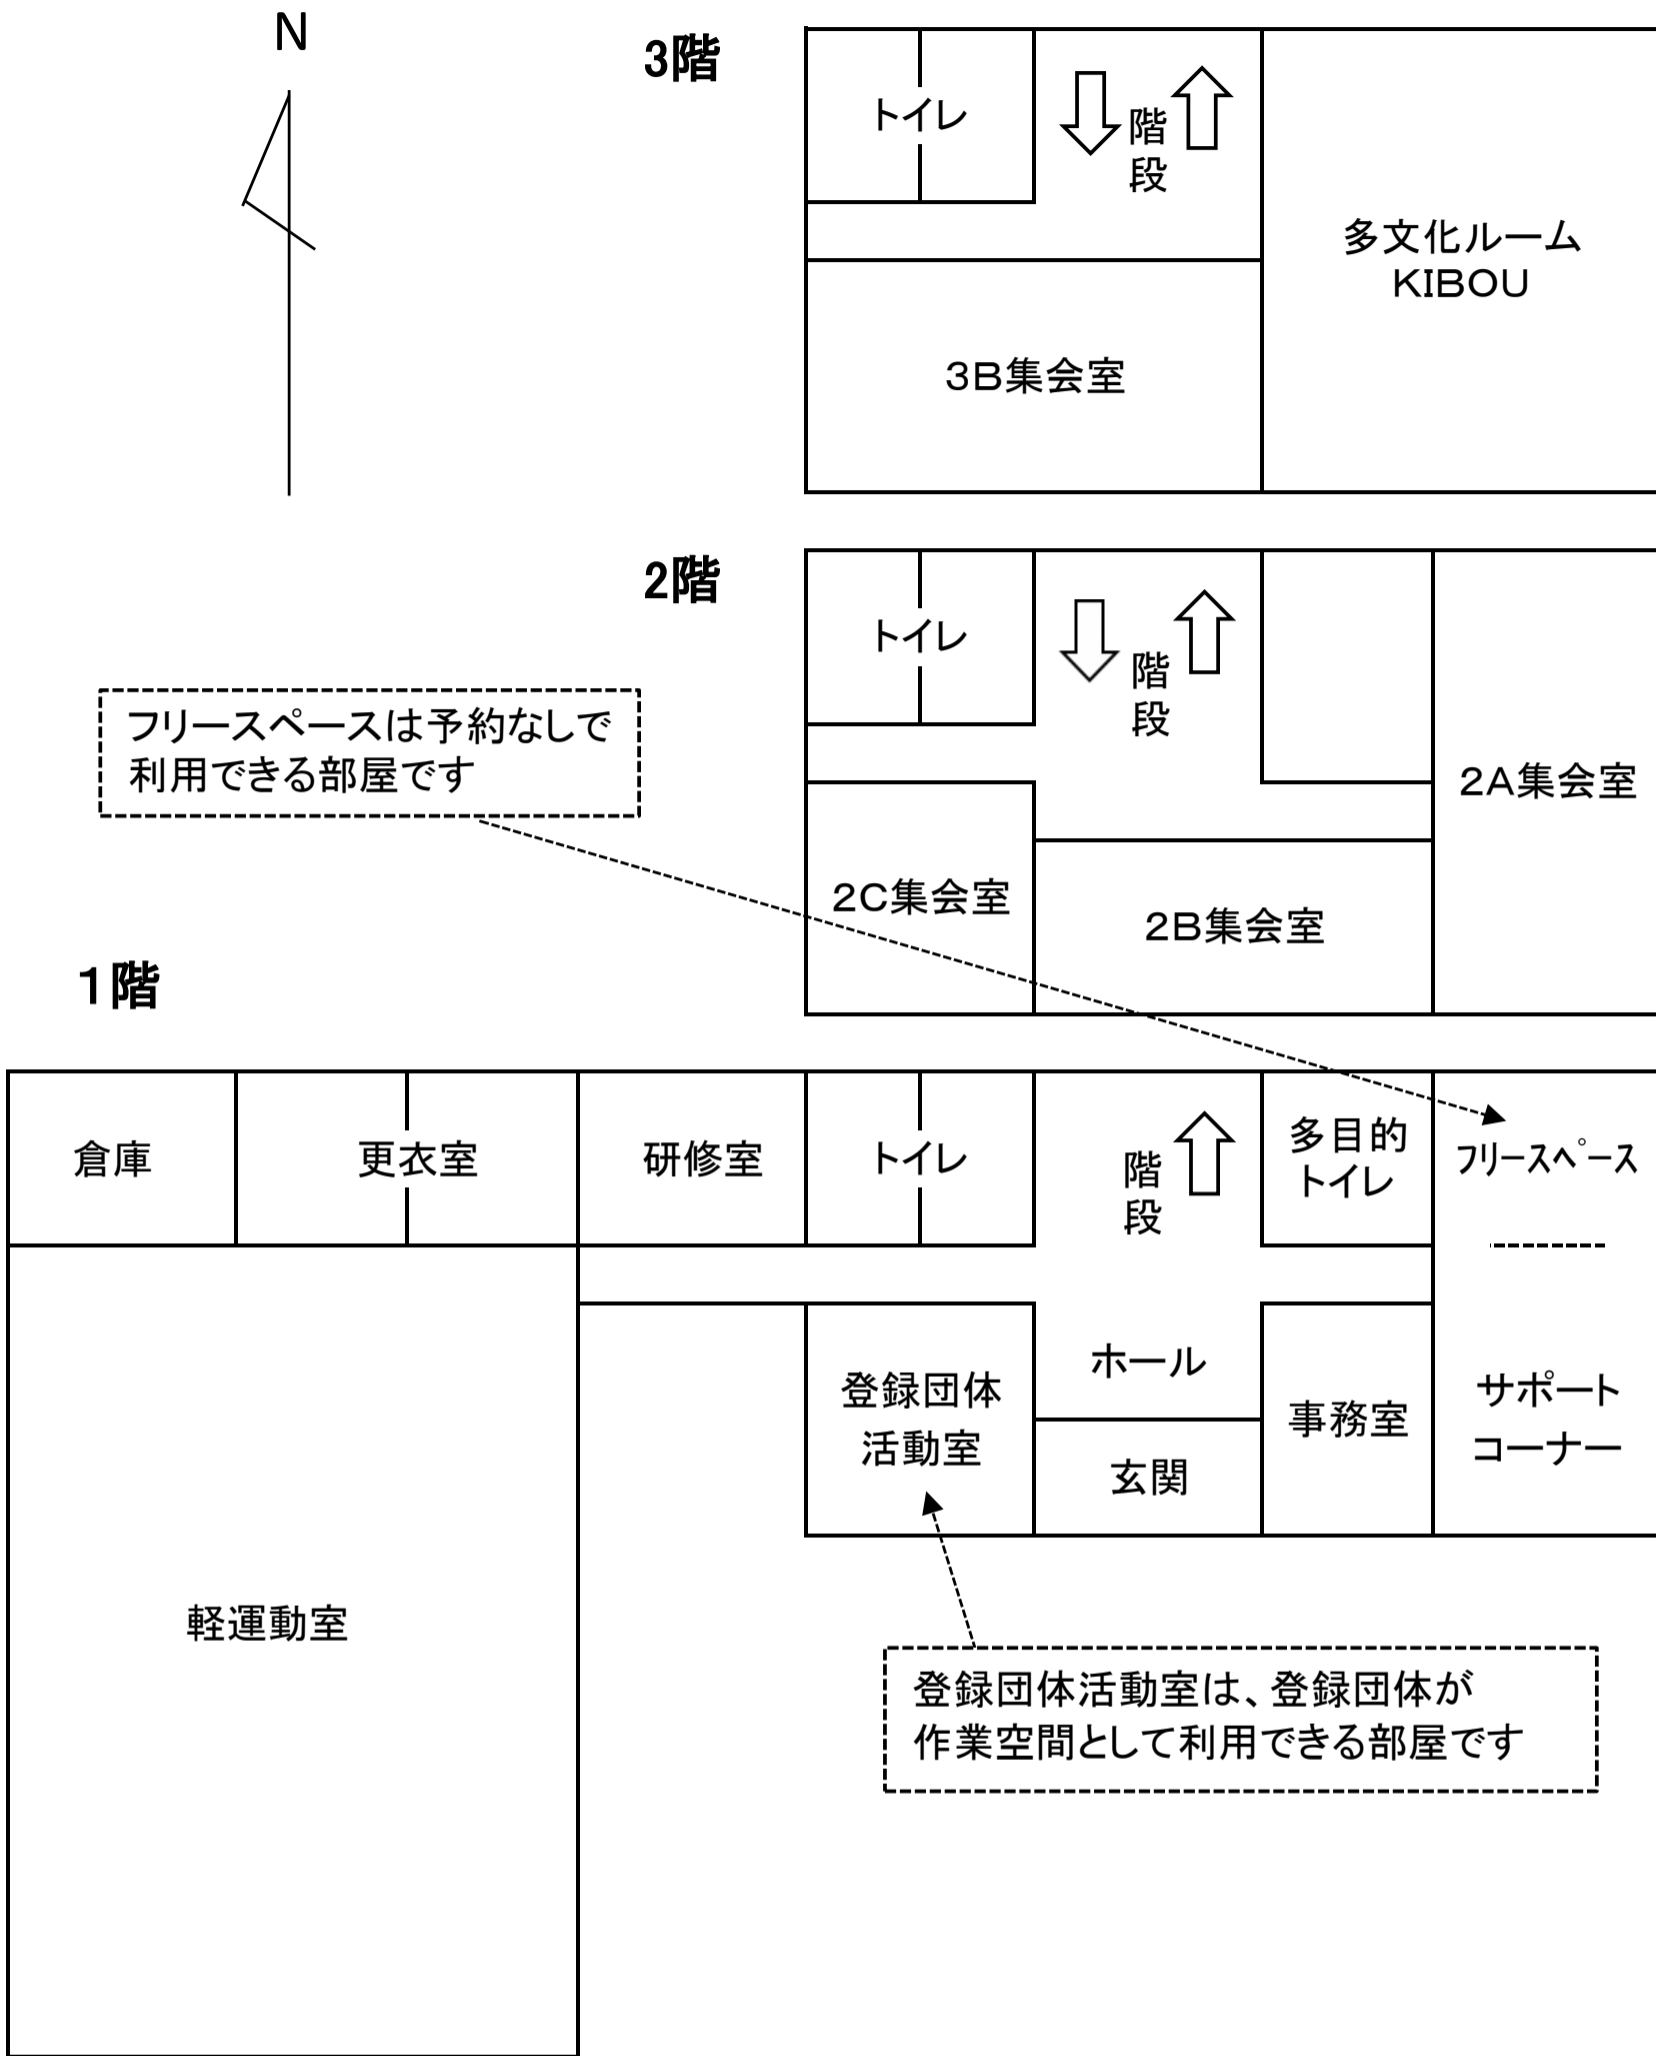 N
3階
トイレ
階段
多文化ルーム
KIBOU
3B集会室
2階
トイレ
階段
2A集会室
フリースペースは予約なしで
利用できる部屋です
2C集会室
2B集会室
1階
倉庫
更衣室
研修室
トイレ
階段
多目的
トイレ
フリースペース
ホール
登録団体
活動室
事務室
サポート
コーナー
玄関
軽運動室
登録団体活動室は、登録団体が
作業空間として利用できる部屋です